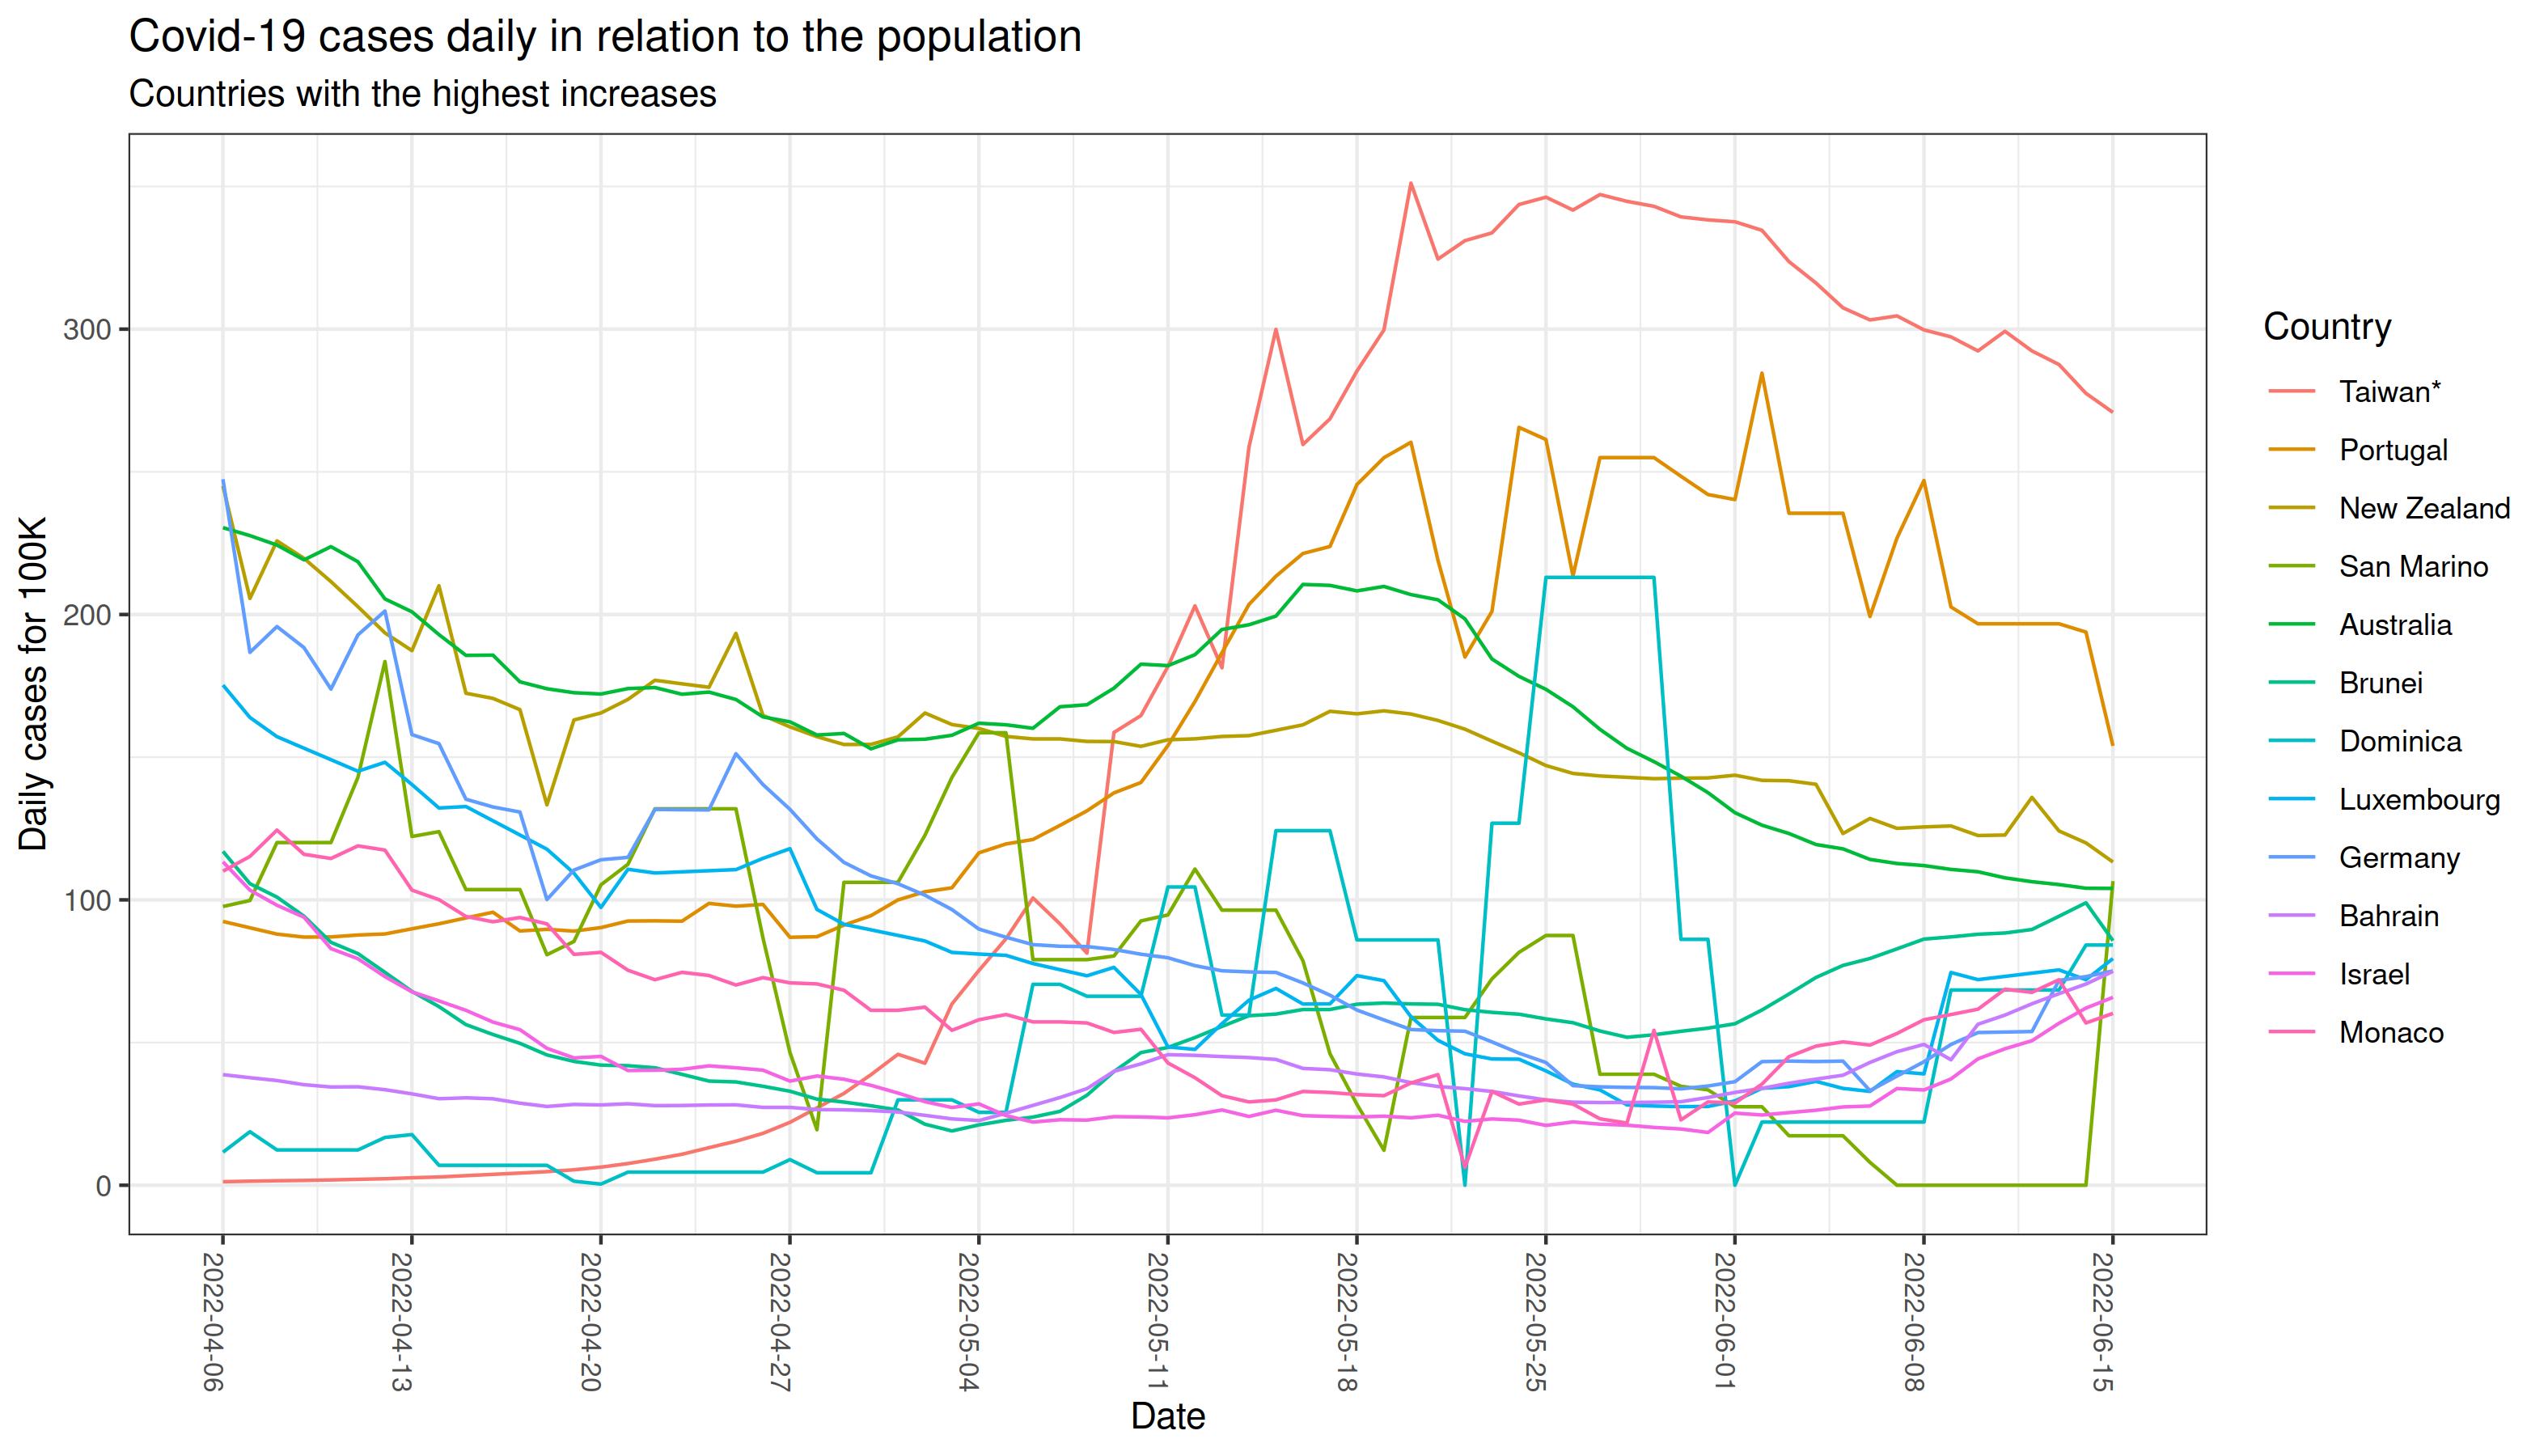 Covid-19 cases daily in relation to the population
Countries with the highest increases
Daily cases for 100K
300
200
100
0
2022-04-06
2022-04-13
2022-04-20
2022-04-27
2022-05-04
2022-05-11
2022-05-18
2022-05-25
2022-06-01
2022-06-08
2022-06-15
Date
Country
Taiwan*
Portugal
New Zealand
San Marino
Australia
Brunei
Dominica
Luxembourg
Germany
Bahrain
Israel
Monaco